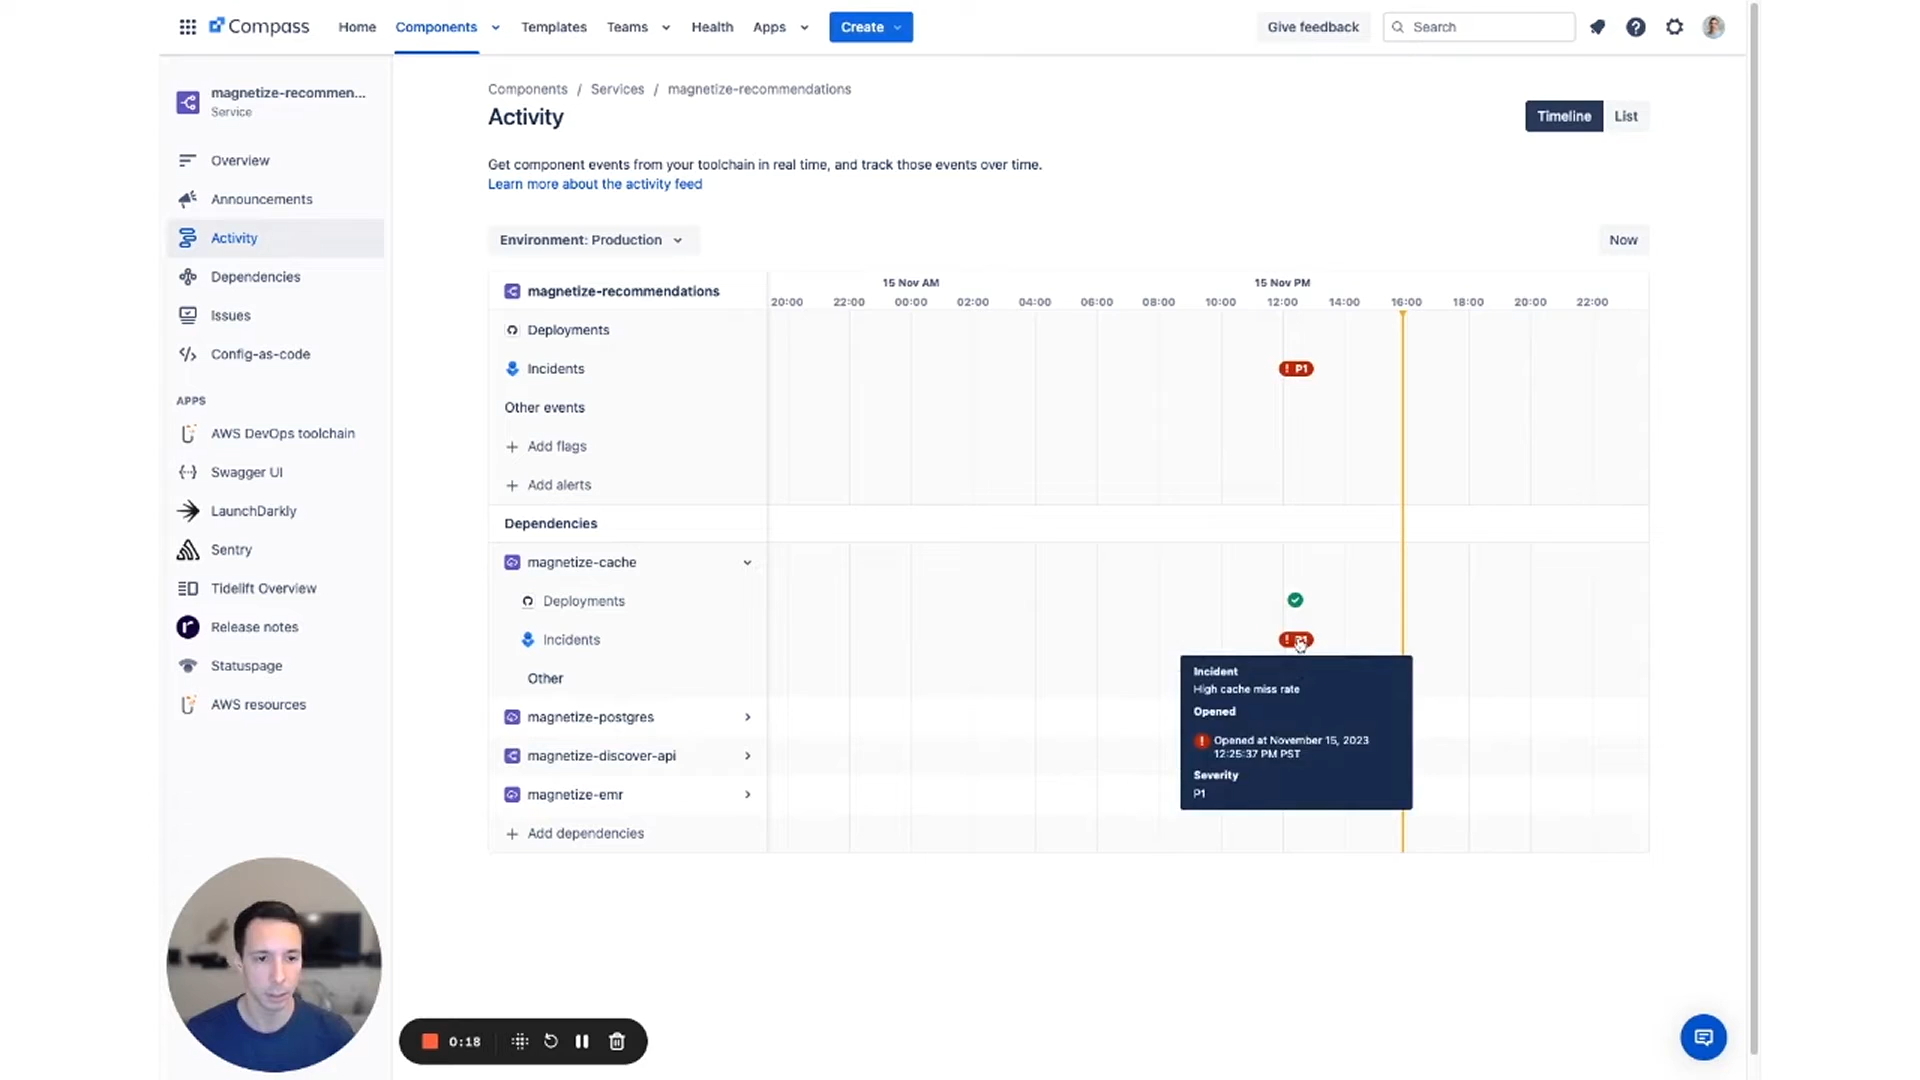 Compass
Home
Components
Templates
Teams
Health
Apps
Create
Give feedback
Search
magnetize-recommen...
Service
Overview
Announcements
Activity
Dependencies
Issues
Config-as-code
APPS
AWS DevOps toolchain
Swagger UI
LaunchDarkly
Sentry
Tidelift Overview
Release notes
Statuspage
AWS resources
Components / Services / magnetize-recommendations
Activity
Timeline
List
Get component events from your toolchain in real time, and track those events over time.
Learn more about the activity feed
Environment: Production
Now
magnetize-recommendations
15 Nov AM
15 Nov PM
20:00 22:00 00:00 02:00 04:00 06:00 08:00 10:00 12:00 14:00 16:00 18:00 20:00 22:00
Deployments
Incidents
! P1
Other events
+ Add flags
+ Add alerts
Dependencies
magnetize-cache
Deployments
Incidents
! P1
Other
magnetize-postgres
magnetize-discover-api
magnetize-emr
+ Add dependencies
Incident
High cache miss rate
Opened
! Opened at November 15, 2023
12:25:37 PM PST
Severity
P1
0:18